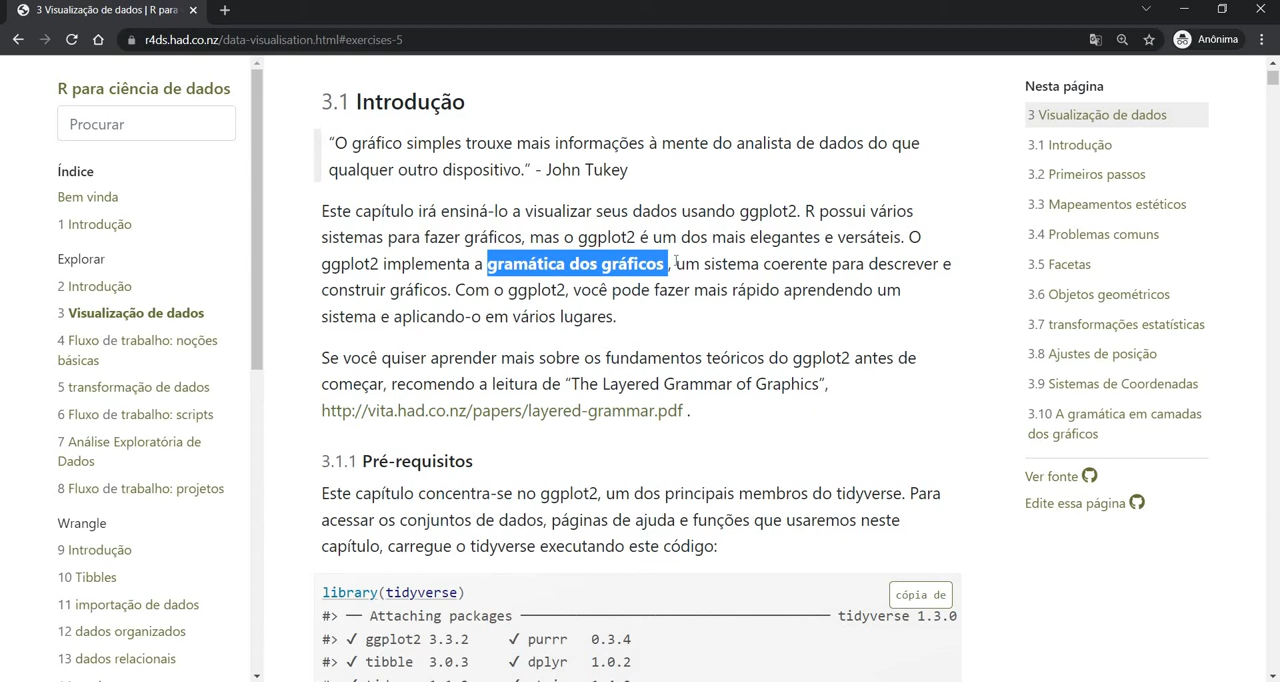 3 Visualização de dados | R para
r4ds.had.co.nz/data-visualisation.html#exercises-5
Anônima
R para ciência de dados
Procurar
Índice
Bem vinda
1 Introdução
Explorar
2 Introdução
3 Visualização de dados
4 Fluxo de trabalho: noções
básicas
5 transformação de dados
6 Fluxo de trabalho: scripts
7 Análise Exploratória de
Dados
8 Fluxo de trabalho: projetos
Wrangle
9 Introdução
10 Tibbles
11 importação de dados
12 dados organizados
13 dados relacionais
3.1 Introdução
“O gráfico simples trouxe mais informações à mente do analista de dados do que
qualquer outro dispositivo.” - John Tukey
Este capítulo irá ensiná-lo a visualizar seus dados usando ggplot2. R possui vários
sistemas para fazer gráficos, mas o ggplot2 é um dos mais elegantes e versáteis. O
ggplot2 implementa a gramática dos gráficos , um sistema coerente para descrever e
construir gráficos. Com o ggplot2, você pode fazer mais rápido aprendendo um
sistema e aplicando-o em vários lugares.
Se você quiser aprender mais sobre os fundamentos teóricos do ggplot2 antes de
começar, recomendo a leitura de “The Layered Grammar of Graphics”,
http://vita.had.co.nz/papers/layered-grammar.pdf .
3.1.1 Pré-requisitos
Este capítulo concentra-se no ggplot2, um dos principais membros do tidyverse. Para
acessar os conjuntos de dados, páginas de ajuda e funções que usaremos neste
capítulo, carregue o tidyverse executando este código:
cópia de
library(tidyverse)
#> ── Attaching packages ─────────────────── tidyverse 1.3.0
#> ✓ ggplot2 3.3.2 ✓ purrr 0.3.4
#> ✓ tibble 3.0.3 ✓ dplyr 1.0.2
Nesta página
3 Visualização de dados
3.1 Introdução
3.2 Primeiros passos
3.3 Mapeamentos estéticos
3.4 Problemas comuns
3.5 Facetas
3.6 Objetos geométricos
3.7 transformações estatísticas
3.8 Ajustes de posição
3.9 Sistemas de Coordenadas
3.10 A gramática em camadas
dos gráficos
Ver fonte
Edite essa página